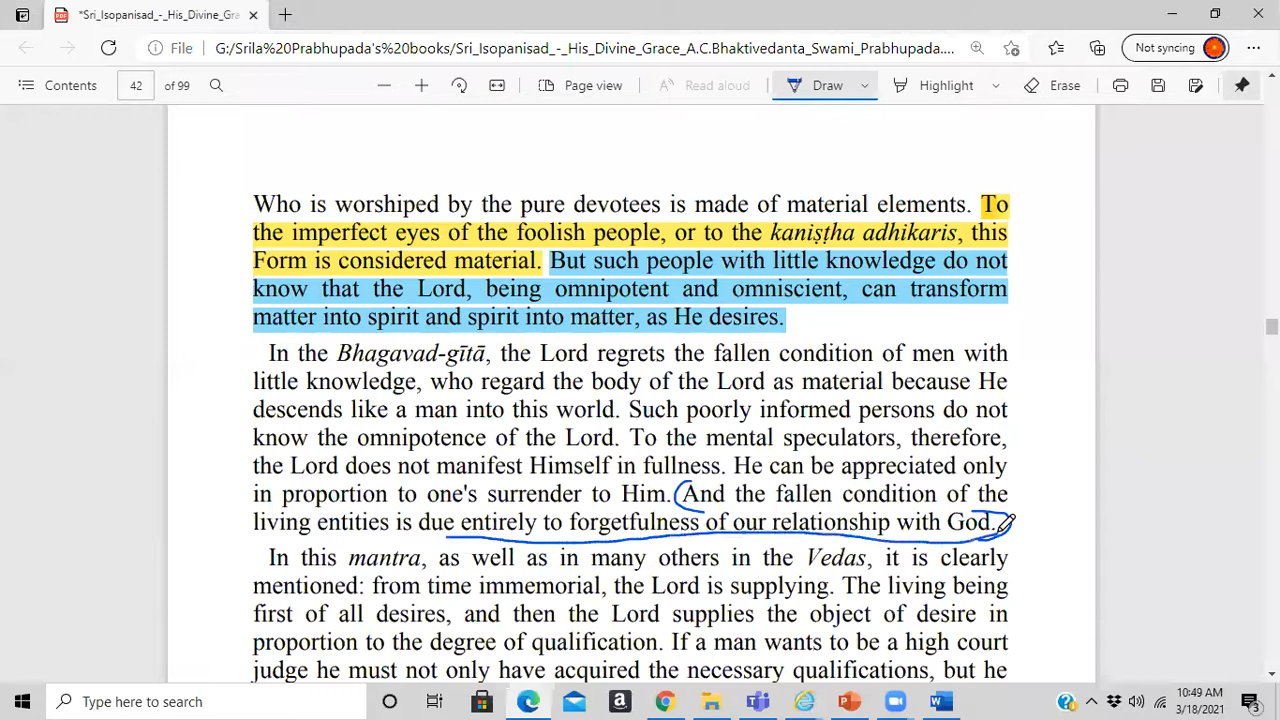 *Sri_Isopanisad_-_His_Divine_Gra
File
G:/Srila%20Prabhupada's%20books/Sri_Isopanisad_-_His_Divine_Grace_A.C.Bhaktivedanta_Swami_Prabhupada....
Not syncing
Contents
42
of 99
Page view
Read aloud
Draw
Highlight
Erase
Who is worshiped by the pure devotees is made of material elements. To
the imperfect eyes of the foolish people, or to the kaniṣṭha adhikaris, this
Form is considered material. But such people with little knowledge do not
know that the Lord, being omnipotent and omniscient, can transform
matter into spirit and spirit into matter, as He desires.
In the Bhagavad-gītā, the Lord regrets the fallen condition of men with
little knowledge, who regard the body of the Lord as material because He
descends like a man into this world. Such poorly informed persons do not
know the omnipotence of the Lord. To the mental speculators, therefore,
the Lord does not manifest Himself in fullness. He can be appreciated only
in proportion to one's surrender to Him. And the fallen condition of the
living entities is due entirely to forgetfulness of our relationship with God.
In this mantra, as well as in many others in the Vedas, it is clearly
mentioned: from time immemorial, the Lord is supplying. The living being
first of all desires, and then the Lord supplies the object of desire in
proportion to the degree of qualification. If a man wants to be a high court
judge he must not only have acquired the necessary qualifications, but he
Type here to search
10:49 AM
3/18/2021
3